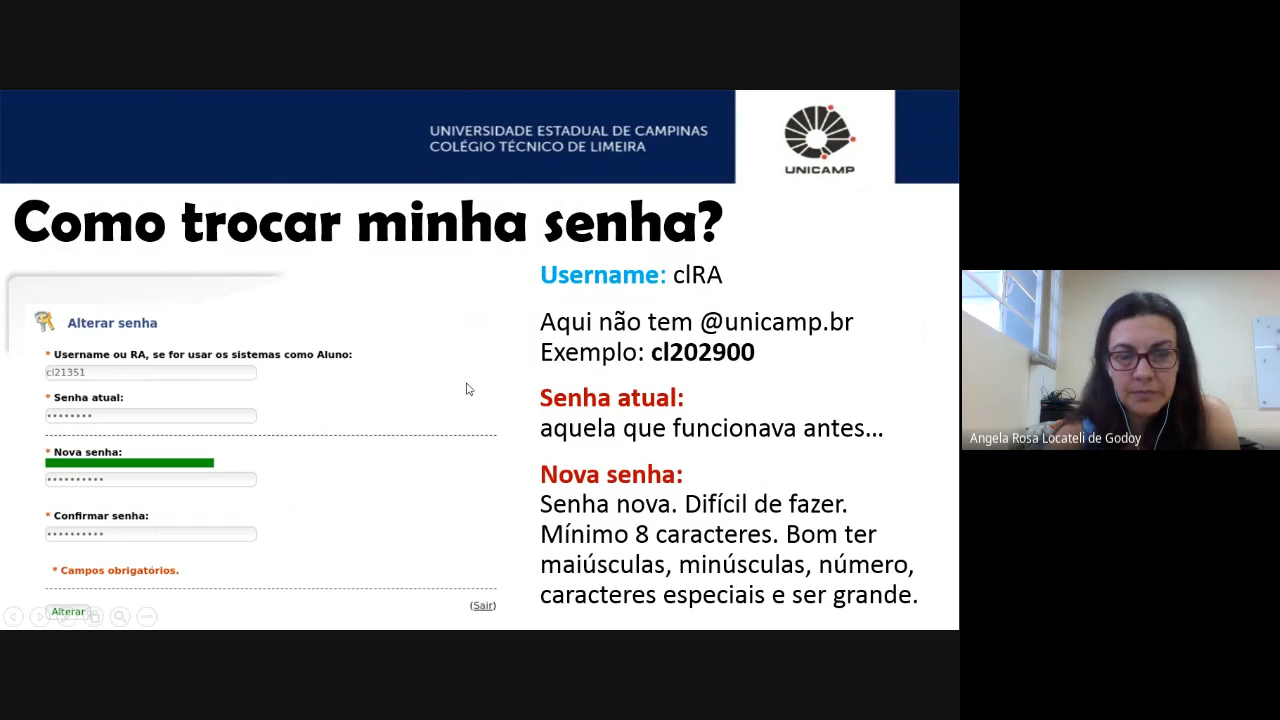 UNIVERSIDADE ESTADUAL DE CAMPINAS
COLÉGIO TÉCNICO DE LIMEIRA
UNICAMP
Como trocar minha senha?
Alterar senha
* Username ou RA, se for usar os sistemas como Aluno:
cl21351
* Senha atual:
••••••••
* Nova senha:
••••••••••
* Confirmar senha:
••••••••••
* Campos obrigatórios.
Alterar
(Sair)
Username: clRA
Aqui não tem @unicamp.br
Exemplo: cl202900
Senha atual:
aquela que funcionava antes...
Nova senha:
Senha nova. Difícil de fazer.
Mínimo 8 caracteres. Bom ter
maiúsculas, minúsculas, número,
caracteres especiais e ser grande.
Angela Rosa Locateli de Godoy